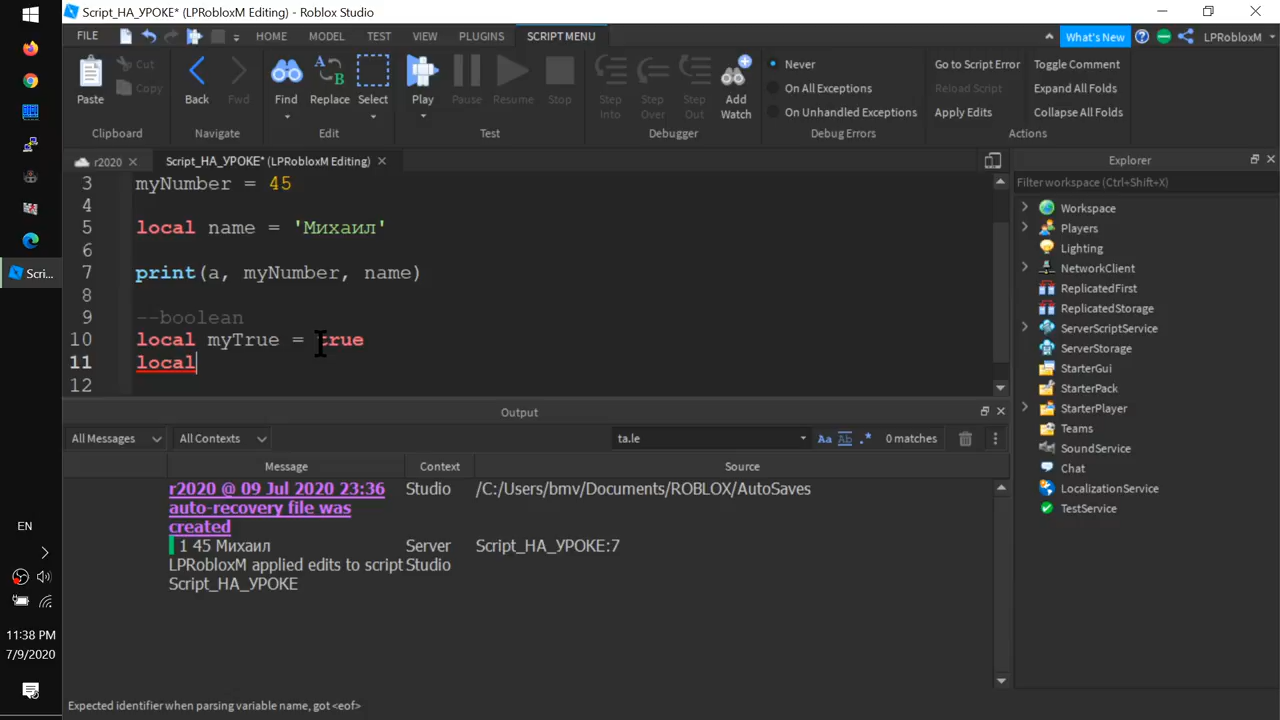 Script_НА_УРОКЕ* (LPRobloxM Editing) - Roblox Studio
FILE HOME MODEL TEST VIEW PLUGINS SCRIPT MENU What's New LPRobloxM
Paste Cut Copy Back Fwd Find Replace Select Play Pause Resume Stop Step Into Step Over Step Out Add Watch
Never
On All Exceptions
On Unhandled Exceptions
Go to Script Error
Reload Script
Apply Edits
Toggle Comment
Expand All Folds
Collapse All Folds
Clipboard Navigate Edit Test Debugger Debug Errors Actions
r2020 Script_НА_УРОКЕ* (LPRobloxM Editing)
3 myNumber = 45
4
5 local name = 'Михаил'
6
7 print(a, myNumber, name)
8
9 --boolean
10 local myTrue = true
11 local
12
Output
All Messages All Contexts ta.le Aa Ab .* 0 matches
Message Context Source
r2020 @ 09 Jul 2020 23:36 Studio /C:/Users/bmv/Documents/ROBLOX/AutoSaves
auto-recovery file was
created
1 45 Михаил Server Script_НА_УРОКЕ:7
LPRobloxM applied edits to script Studio
Script_НА_УРОКЕ
Explorer
Filter workspace (Ctrl+Shift+X)
Workspace
Players
Lighting
NetworkClient
ReplicatedFirst
ReplicatedStorage
ServerScriptService
ServerStorage
StarterGui
StarterPack
StarterPlayer
Teams
SoundService
Chat
LocalizationService
TestService
Expected identifier when parsing variable name, got <eof>
Scri...
EN
11:38 PM
7/9/2020